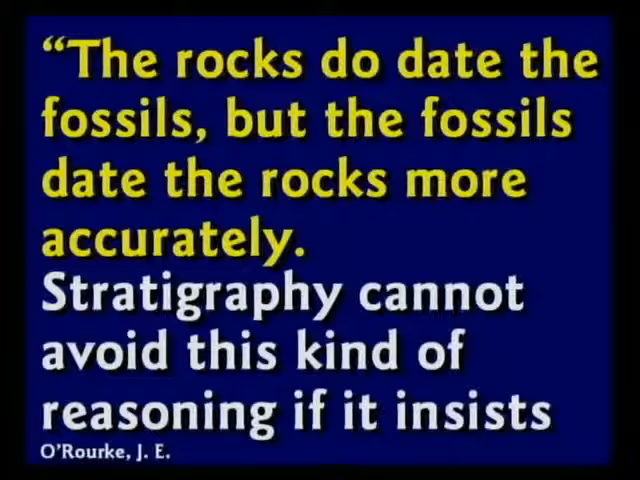 “The rocks do date the
fossils, but the fossils
date the rocks more
accurately.
Stratigraphy cannot
avoid this kind of
reasoning if it insists
O’Rourke, J. E.